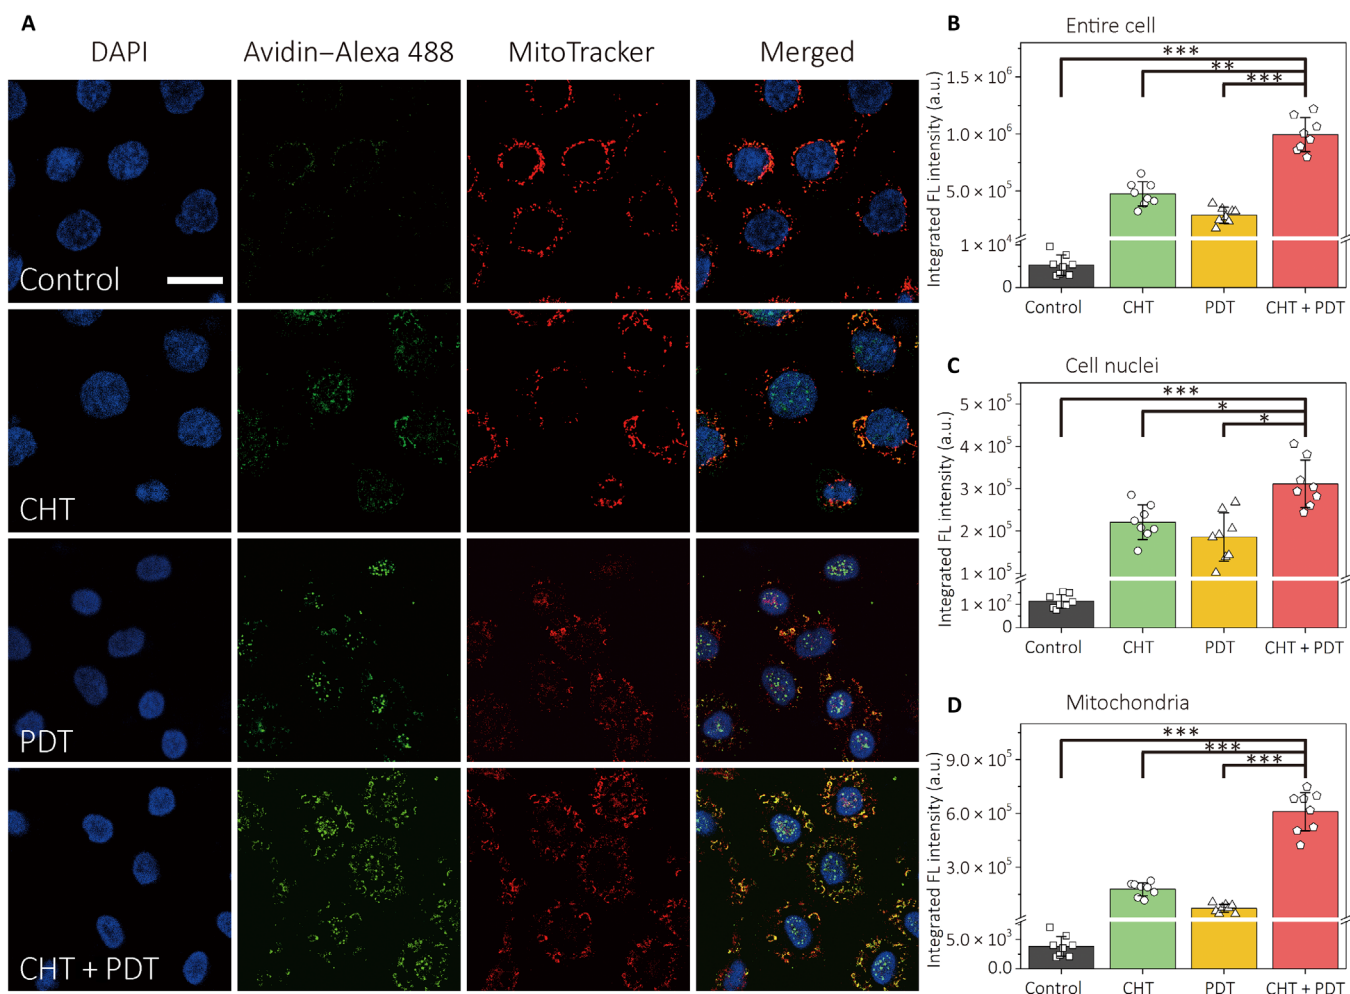 A
DAPI
Avidin–Alexa 488
MitoTracker
Merged
Control
CHT
PDT
CHT + PDT
B
Entire cell
Integrated FL intensity (a.u.)
1.5 × 10⁶
1.0 × 10⁶
5.0 × 10⁵
1 × 10⁴
0
***
**
***
Control
CHT
PDT
CHT + PDT
C
Cell nuclei
Integrated FL intensity (a.u.)
5 × 10⁵
4 × 10⁵
3 × 10⁵
2 × 10⁵
1 × 10⁵
1 × 10²
0
***
*
*
Control
CHT
PDT
CHT + PDT
D
Mitochondria
Integrated FL intensity (a.u.)
9.0 × 10⁵
6.0 × 10⁵
3.0 × 10⁵
5.0 × 10³
0.0
***
***
***
Control
CHT
PDT
CHT + PDT